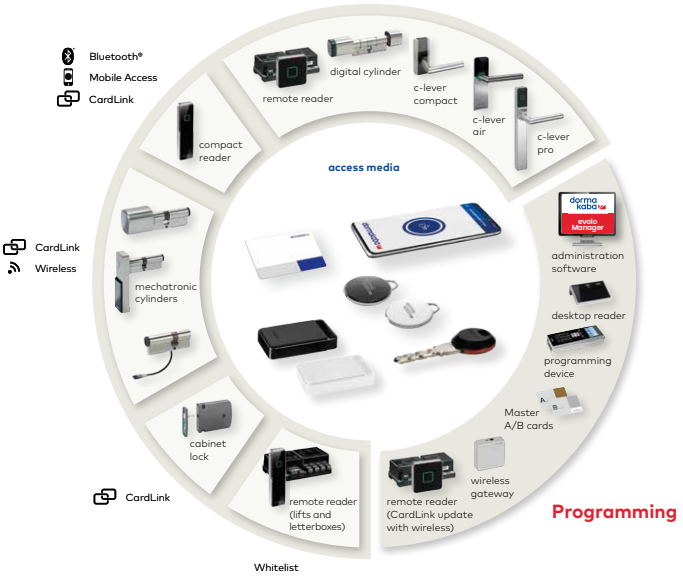 Bluetooth®
Mobile Access
CardLink
remote reader
digital cylinder
c-lever
compact
c-lever
air
c-lever
pro
compact
reader
access media
dormakaba
dorma
kaba
evolo
Manager
administration
software
desktop reader
programming
device
A.
B.
Master
A/B cards
wireless
gateway
remote reader
(CardLink update
with wireless)
Programming
CardLink
Wireless
mechatronic
cylinders
cabinet
lock
CardLink
remote reader
(lifts and
letterboxes)
Whitelist